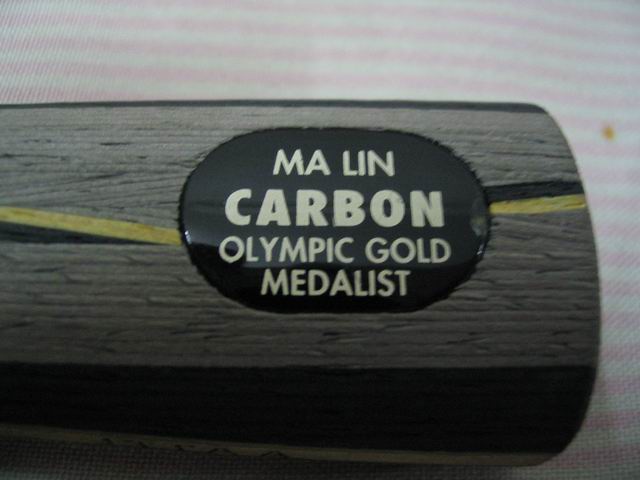 MA LIN
CARBON
OLYMPIC GOLD
MEDALIST